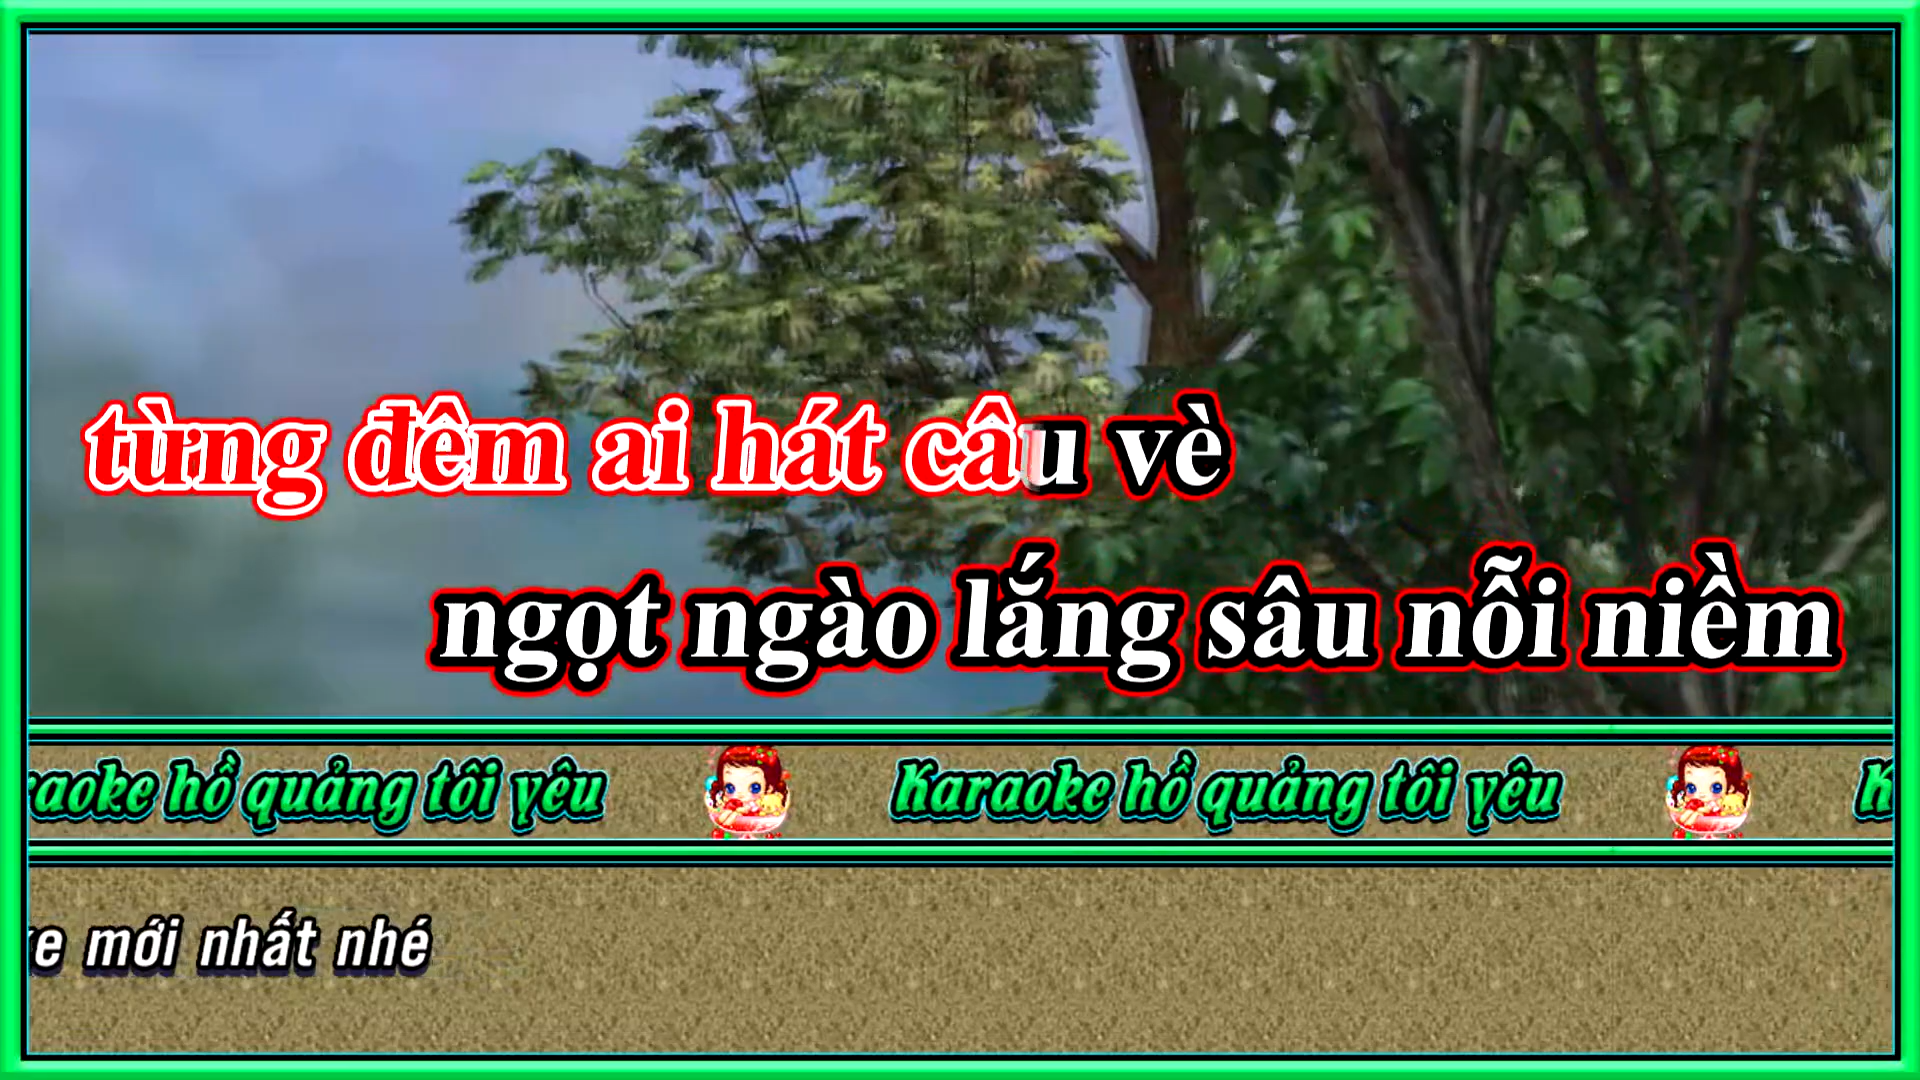 từng đêm ai hát câu vè
ngọt ngào lắng sâu nỗi niềm
raoke hồ quảng tôi yêu Karaoke hồ quảng tôi yêu K
mới nhất nhé